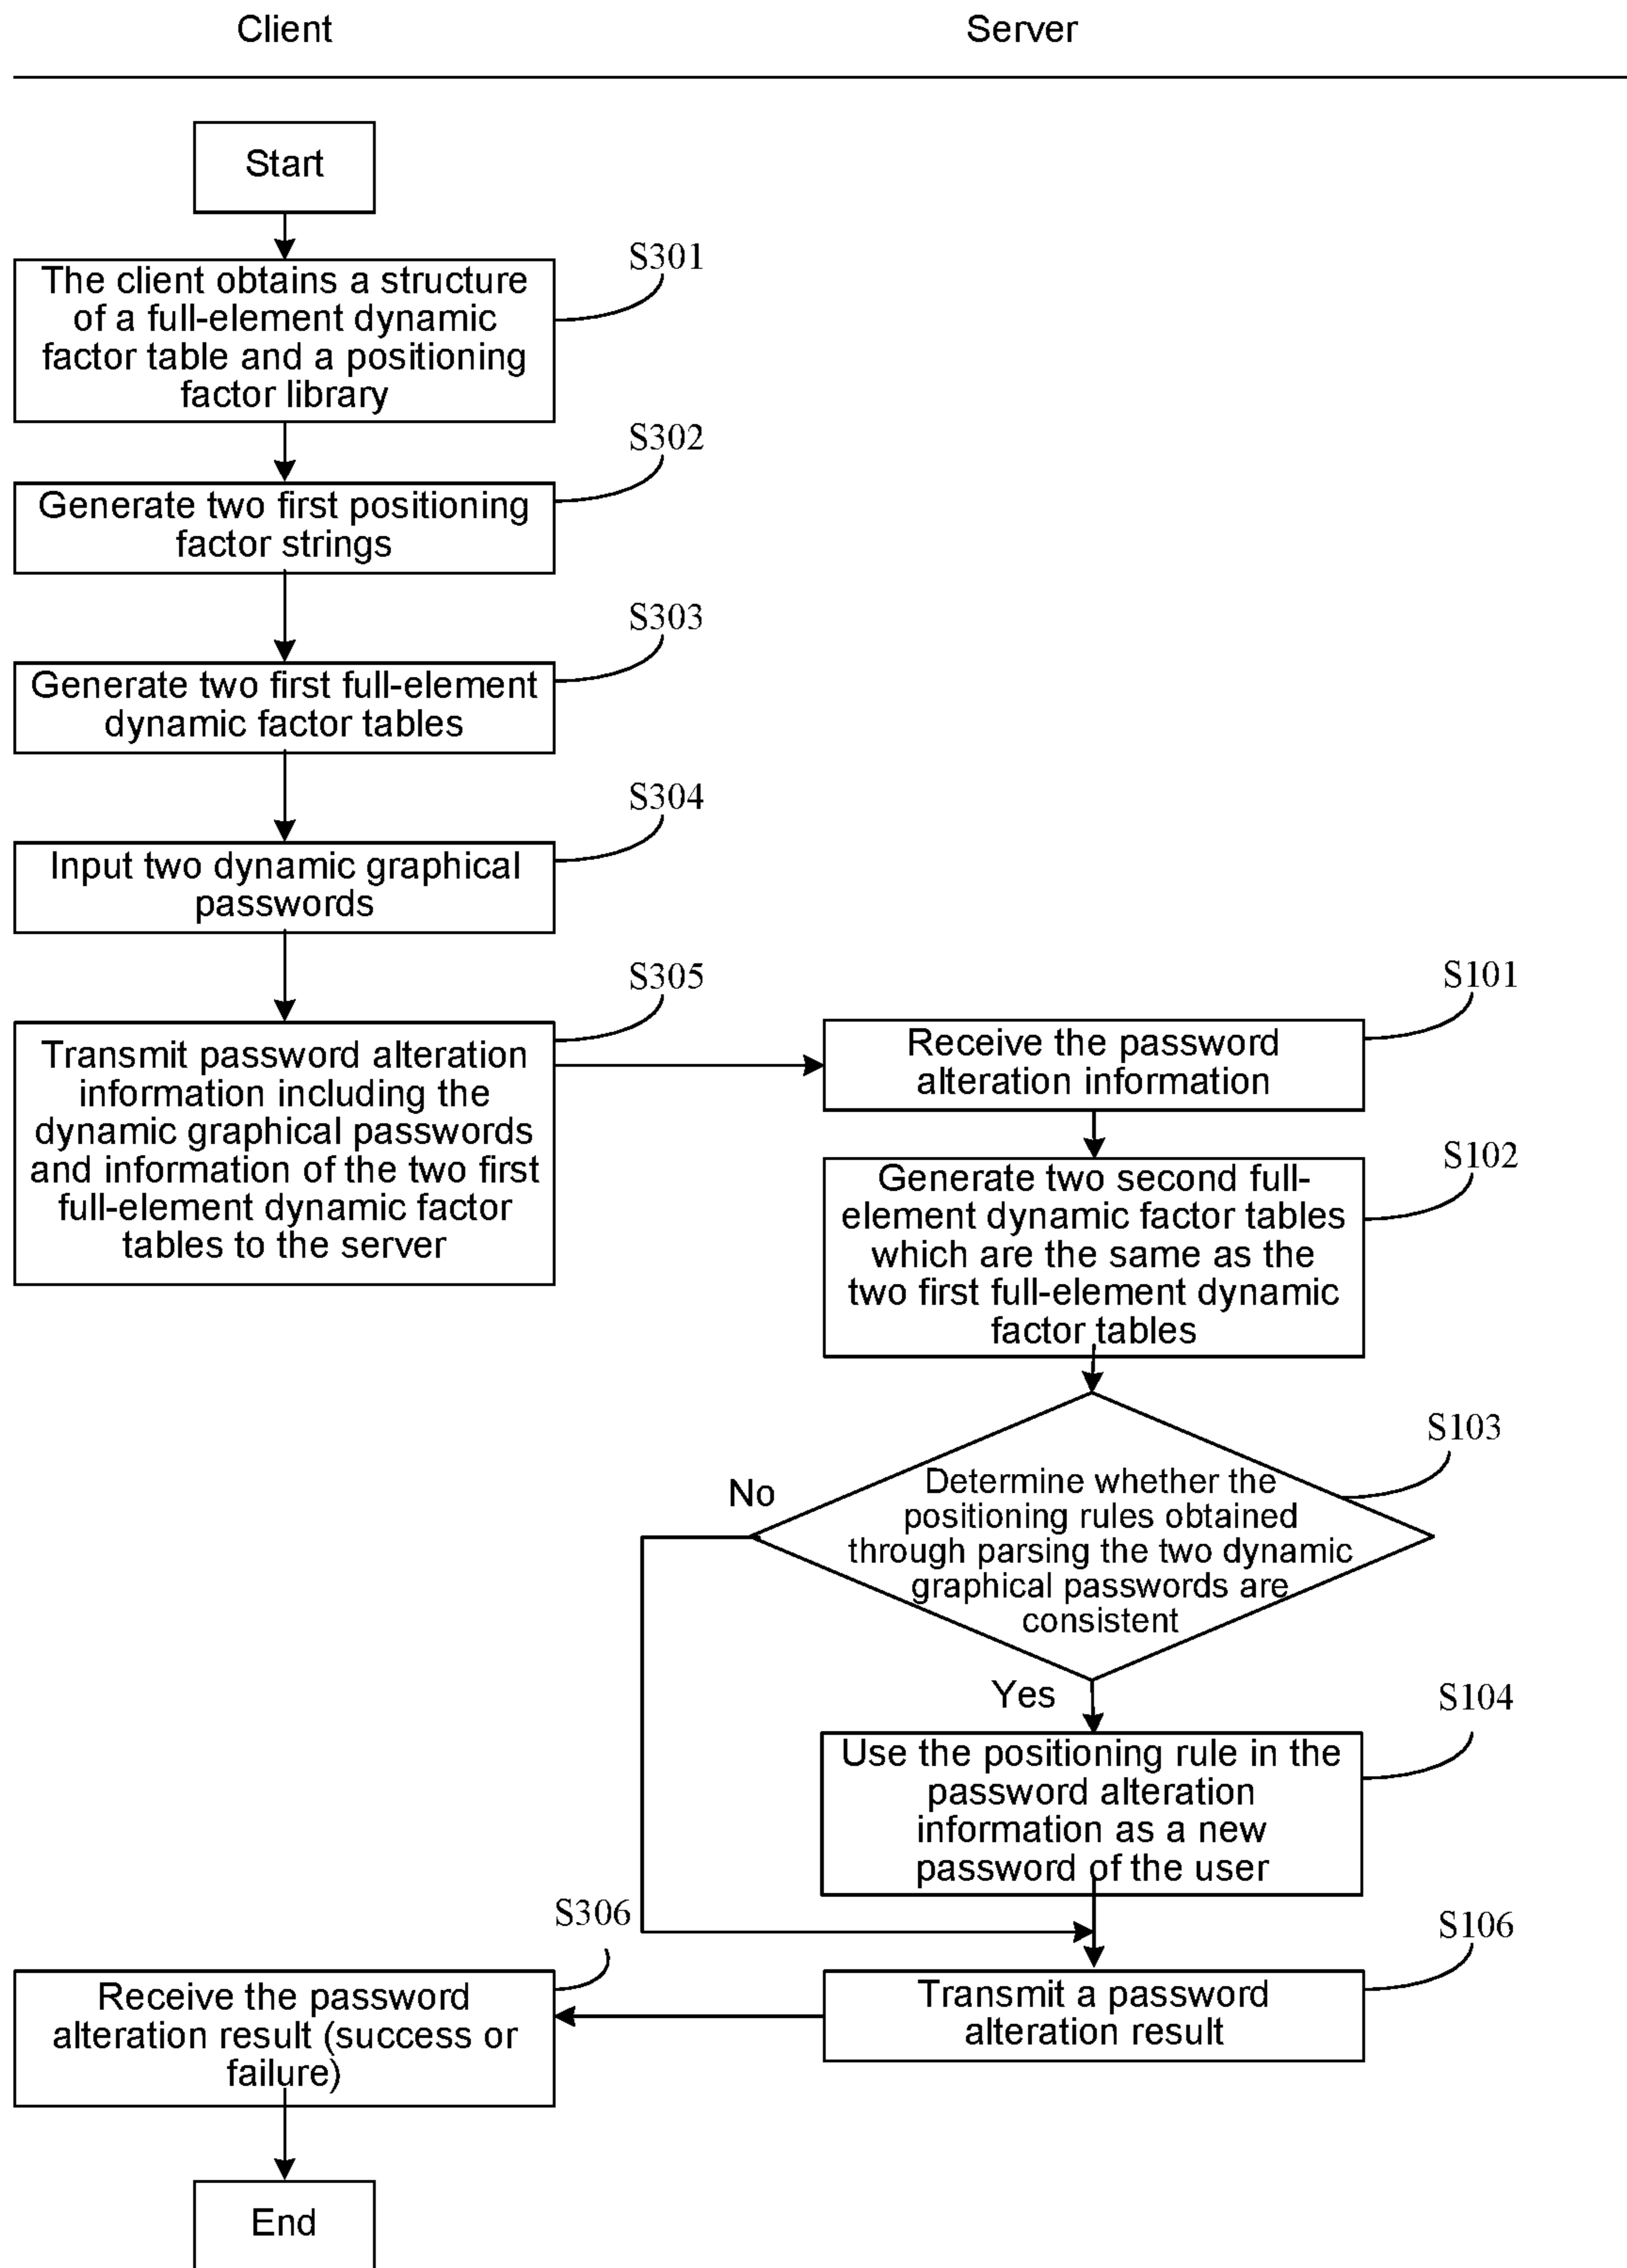 Client
Server
Start
S301
The client obtains a structure
of a full-element dynamic
factor table and a positioning
factor library
S302
Generate two first positioning
factor strings
S303
Generate two first full-element
dynamic factor tables
S304
Input two dynamic graphical
passwords
S305
Transmit password alteration
information including the
dynamic graphical passwords
and information of the two first
full-element dynamic factor
tables to the server
S101
Receive the password
alteration information
S102
Generate two second full-
element dynamic factor tables
which are the same as the
two first full-element dynamic
factor tables
S103
No
Determine whether the
positioning rules obtained
through parsing the two dynamic
graphical passwords are
consistent
Yes
S104
Use the positioning rule in the
password alteration
information as a new
password of the user
S106
Transmit a password
alteration result
S306
Receive the password
alteration result (success or
failure)
End